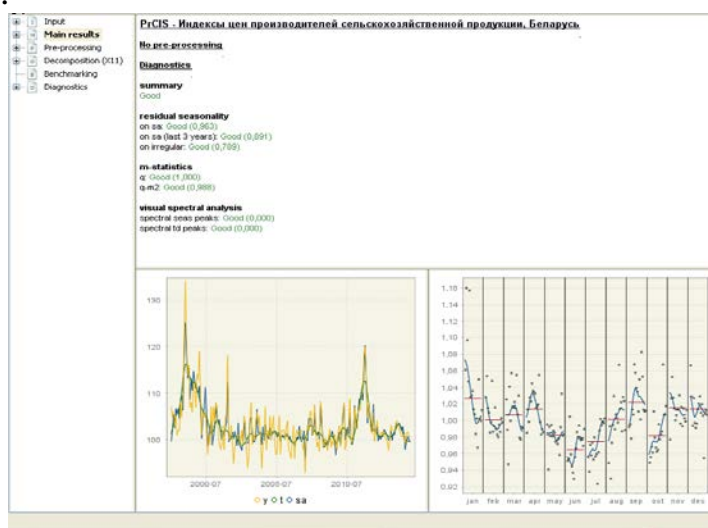 Input
Main results
Pre-processing
Decomposition (X11)
Benchmarking
Diagnostics
PrCIS - Индексы цен производителей сельскохозяйственной продукции, Беларусь
No pre-processing
Diagnostics
summary
Good
residual seasonality
on sa: Good (0,963)
on sa (last 3 years): Good (0,891)
on irregular: Good (0,789)
m-statistics
q: Good (1,000)
q-m2: Good (0,988)
visual spectral analysis
spectral seas peaks: Good (0,000)
spectral td peaks: Good (0,000)
130
120
110
100
2000-07 2005-07 2010-07
y t sa
1,16
1,14
1,12
1,10
1,08
1,06
1,04
1,02
1,00
0,98
0,96
0,94
0,92
jan feb mar apr may jun jul aug sep oct nov dec